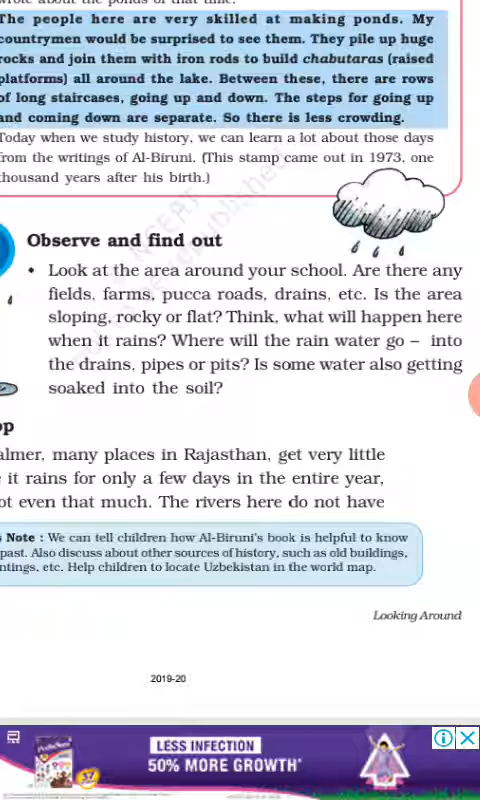 wrote about the ponds of that time.
The people here are very skilled at making ponds. My
countrymen would be surprised to see them. They pile up huge
rocks and join them with iron rods to build chabutaras (raised
platforms) all around the lake. Between these, there are rows
of long staircases, going up and down. The steps for going up
and coming down are separate. So there is less crowding.
Today when we study history, we can learn a lot about those days
from the writings of Al-Biruni. (This stamp came out in 1973, one
thousand years after his birth.)
Observe and find out
• Look at the area around your school. Are there any
fields, farms, pucca roads, drains, etc. Is the area
sloping, rocky or flat? Think, what will happen here
when it rains? Where will the rain water go – into
the drains, pipes or pits? Is some water also getting
soaked into the soil?
op
almer, many places in Rajasthan, get very little
it rains for only a few days in the entire year,
ot even that much. The rivers here do not have
s Note : We can tell children how Al-Biruni's book is helpful to know
past. Also discuss about other sources of history, such as old buildings,
ntings, etc. Help children to locate Uzbekistan in the world map.
Looking Around
2019-20
LESS INFECTION
50% MORE GROWTH*
PediaSure
37